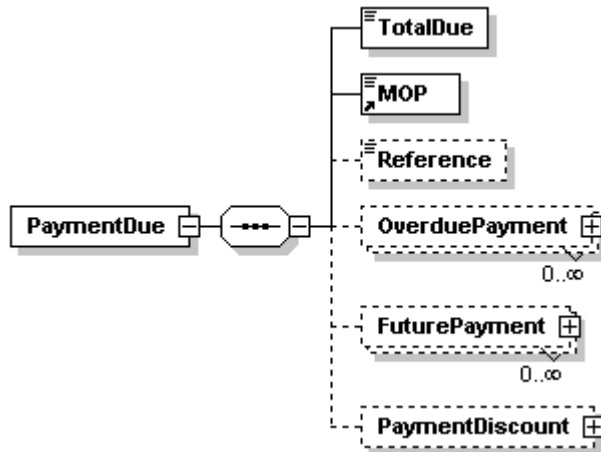 TotalDue
MOP
Reference
PaymentDue
OverduePayment
0..∞
FuturePayment
0..∞
PaymentDiscount